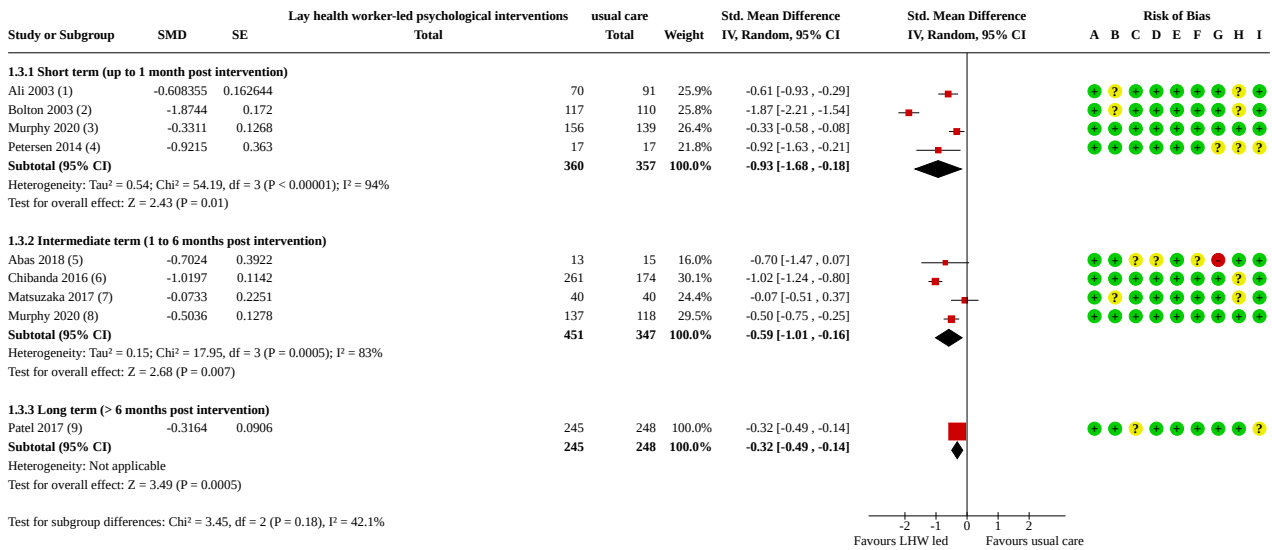 Lay health worker-led psychological interventions usual care Std. Mean Difference Std. Mean Difference Risk of Bias
Study or Subgroup SMD SE Total Total Weight IV, Random, 95% CI IV, Random, 95% CI A B C D E F G H I
1.3.1 Short term (up to 1 month post intervention)
Ali 2003 (1) -0.608355 0.162644 70 91 25.9% -0.61 [-0.93 , -0.29] + ? + + + + + ? +
Bolton 2003 (2) -1.8744 0.172 117 110 25.8% -1.87 [-2.21 , -1.54] + ? + + + + + ? +
Murphy 2020 (3) -0.3311 0.1268 156 139 26.4% -0.33 [-0.58 , -0.08] + + + + + + + + +
Petersen 2014 (4) -0.9215 0.363 17 17 21.8% -0.92 [-1.63 , -0.21] + + + + + + ? ? ?
Subtotal (95% CI) 360 357 100.0% -0.93 [-1.68 , -0.18]
Heterogeneity: Tau² = 0.54; Chi² = 54.19, df = 3 (P < 0.00001); I² = 94%
Test for overall effect: Z = 2.43 (P = 0.01)
1.3.2 Intermediate term (1 to 6 months post intervention)
Abas 2018 (5) -0.7024 0.3922 13 15 16.0% -0.70 [-1.47 , 0.07] + + ? ? + ? - + +
Chibanda 2016 (6) -1.0197 0.1142 261 174 30.1% -1.02 [-1.24 , -0.80] + + + + + + + ? +
Matsuzaka 2017 (7) -0.0733 0.2251 40 40 24.4% -0.07 [-0.51 , 0.37] + ? + + + + + ? +
Murphy 2020 (8) -0.5036 0.1278 137 118 29.5% -0.50 [-0.75 , -0.25] + + + + + + + + +
Subtotal (95% CI) 451 347 100.0% -0.59 [-1.01 , -0.16]
Heterogeneity: Tau² = 0.15; Chi² = 17.95, df = 3 (P = 0.0005); I² = 83%
Test for overall effect: Z = 2.68 (P = 0.007)
1.3.3 Long term (> 6 months post intervention)
Patel 2017 (9) -0.3164 0.0906 245 248 100.0% -0.32 [-0.49 , -0.14] + + ? + + + + + ?
Subtotal (95% CI) 245 248 100.0% -0.32 [-0.49 , -0.14]
Heterogeneity: Not applicable
Test for overall effect: Z = 3.49 (P = 0.0005)
Test for subgroup differences: Chi² = 3.45, df = 2 (P = 0.18), I² = 42.1%
-2 -1 0 1 2
Favours LHW led Favours usual care